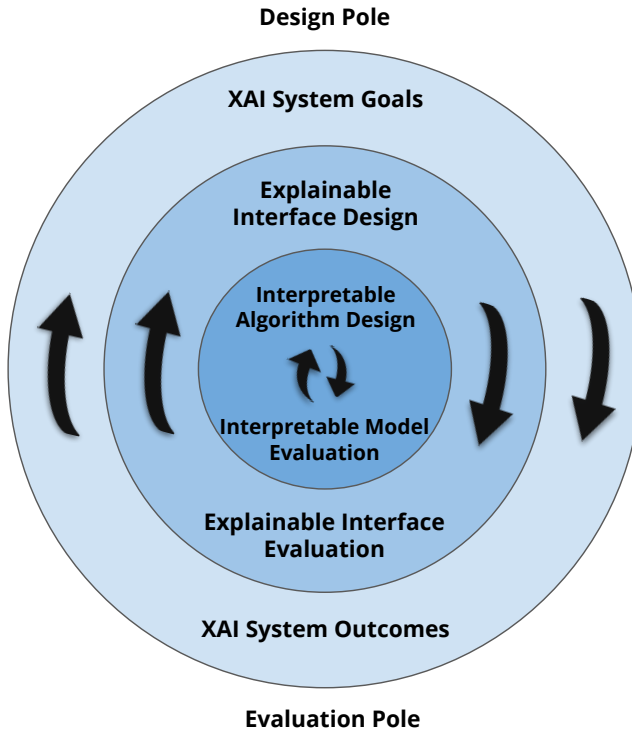 Design Pole
XAI System Goals
Explainable
Interface Design
Interpretable
Algorithm Design
Interpretable Model
Evaluation
Explainable Interface
Evaluation
XAI System Outcomes
Evaluation Pole